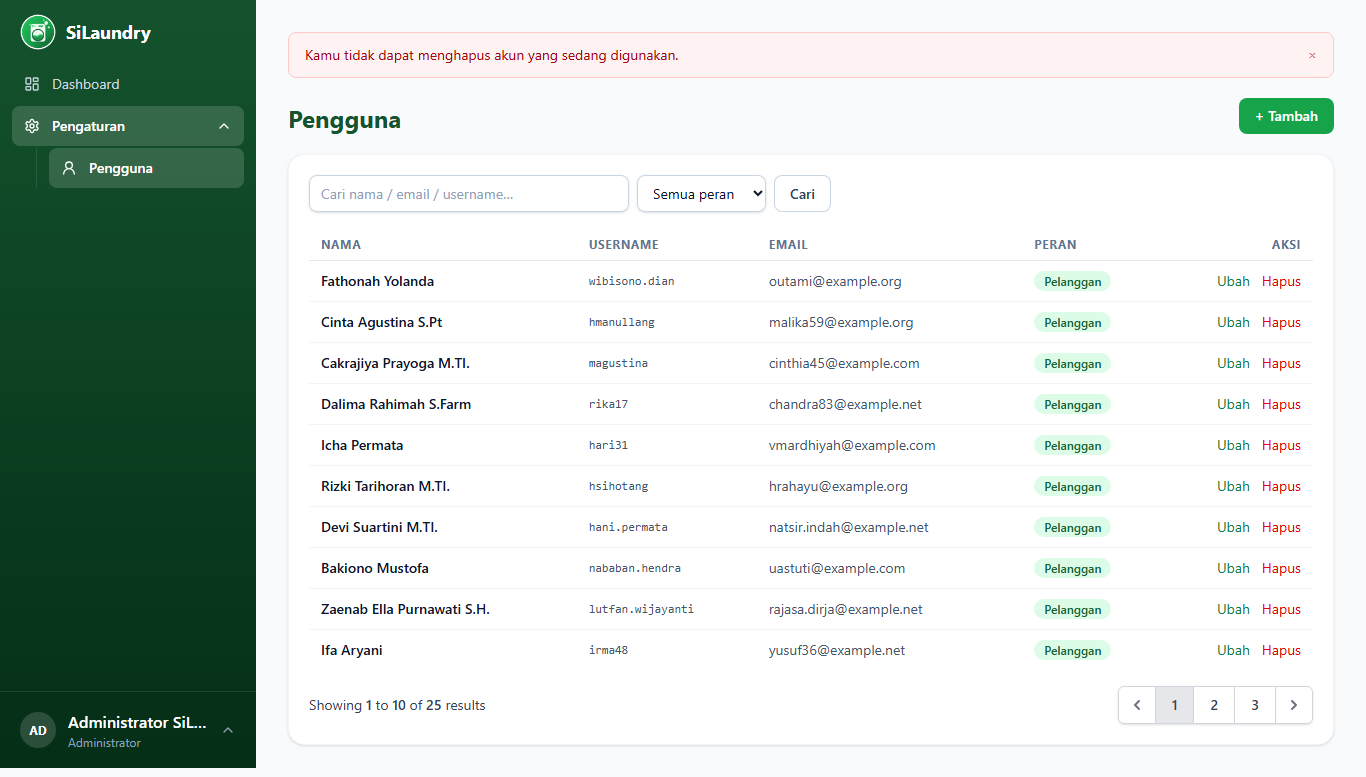 SiLaundry
Dashboard
Pengaturan
Pengguna
AD
Administrator SiL...
Administrator
Kamu tidak dapat menghapus akun yang sedang digunakan. ×
Pengguna
+ Tambah
Cari nama / email / username... Semua peran Cari
NAMA USERNAME EMAIL PERAN AKSI
Fathonah Yolanda wibisono.dian outami@example.org Pelanggan Ubah Hapus
Cinta Agustina S.Pt hmanullang malika59@example.org Pelanggan Ubah Hapus
Cakrajiya Prayoga M.TI. magustina cinthia45@example.com Pelanggan Ubah Hapus
Dalima Rahimah S.Farm rika17 chandra83@example.net Pelanggan Ubah Hapus
Icha Permata hari31 vmardhiyah@example.com Pelanggan Ubah Hapus
Rizki Tarihoran M.TI. hsihotang hrahayu@example.org Pelanggan Ubah Hapus
Devi Suartini M.TI. hani.permata natsir.indah@example.net Pelanggan Ubah Hapus
Bakiono Mustofa nababan.hendra uastuti@example.com Pelanggan Ubah Hapus
Zaenab Ella Purnawati S.H. lutfan.wijayanti rajasa.dirja@example.net Pelanggan Ubah Hapus
Ifa Aryani irma48 yusuf36@example.net Pelanggan Ubah Hapus
Showing 1 to 10 of 25 results 1 2 3